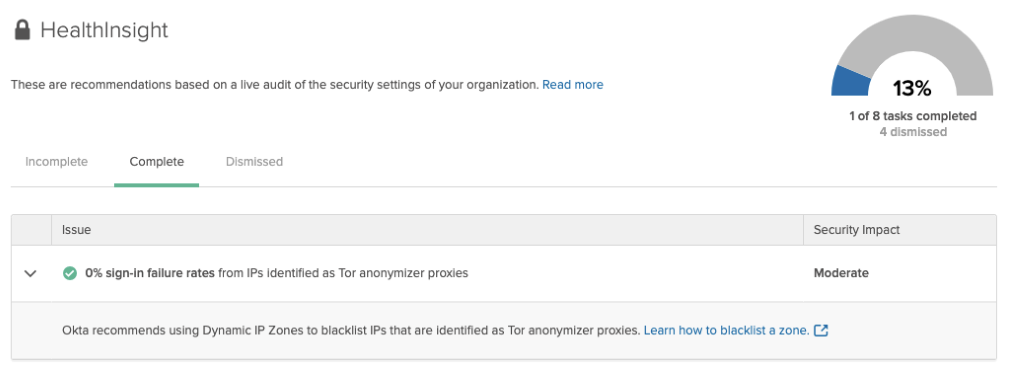 HealthInsight
These are recommendations based on a live audit of the security settings of your organization. Read more
13%
1 of 8 tasks completed
4 dismissed
Incomplete Complete Dismissed
Issue Security Impact
0% sign-in failure rates from IPs identified as Tor anonymizer proxies Moderate
Okta recommends using Dynamic IP Zones to blacklist IPs that are identified as Tor anonymizer proxies. Learn how to blacklist a zone.